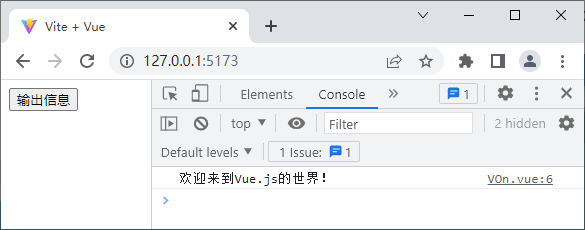 Vite + Vue
127.0.0.1:5173
输出信息
Elements
Console
1
top
Filter
2 hidden
Default levels
1 Issue:
1
欢迎来到Vue.js的世界!
VOn.vue:6